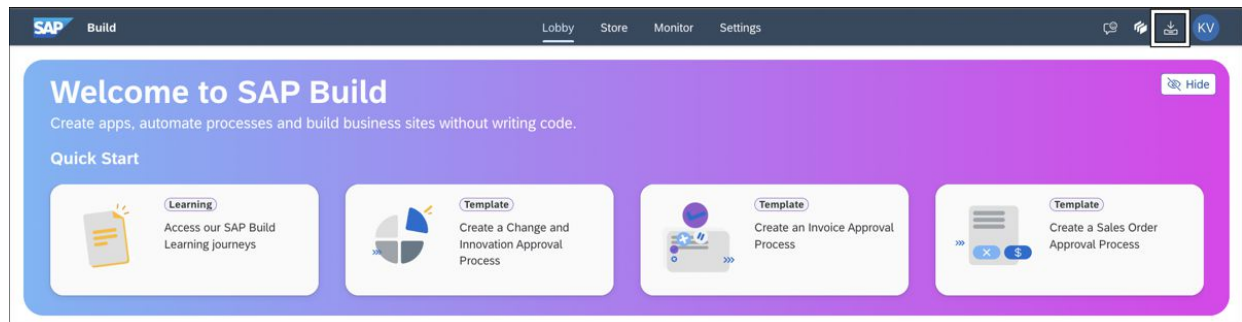 SAP Build Lobby Store Monitor Settings KV
Welcome to SAP Build
Hide
Create apps, automate processes and build business sites without writing code.
Quick Start
Learning
Access our SAP Build
Learning journeys
Template
Create a Change and
Innovation Approval
Process
Template
Create an Invoice Approval
Process
Template
Create a Sales Order
Approval Process
$